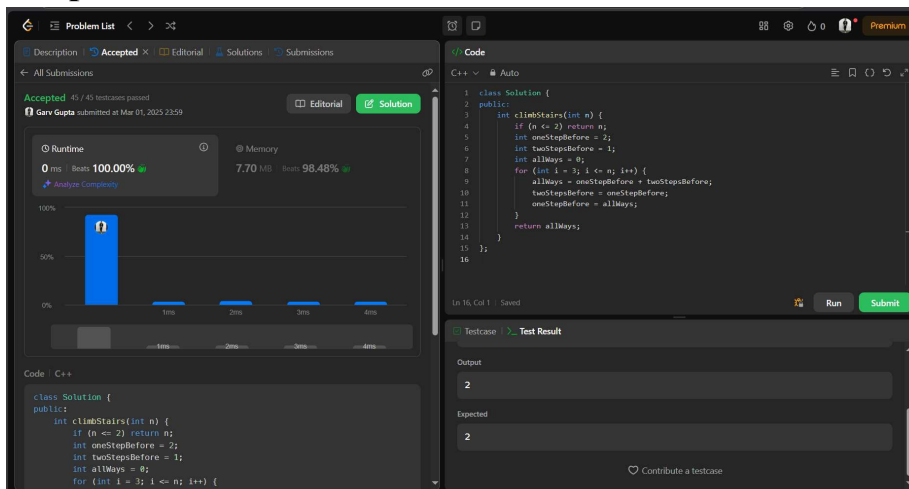 Problem List
0
Premium
Description
Accepted
Editorial
Solutions
Submissions
All Submissions
Accepted 45 / 45 testcases passed
Garv Gupta submitted at Mar 01, 2025 23:59
Editorial
Solution
Runtime
0 ms Beats 100.00%
Analyze Complexity
Memory
7.70 MB Beats 98.48%
100%
50%
0%
1ms 2ms 3ms 4ms
1ms 2ms 3ms 4ms
Code C++
class Solution {
public:
int climbStairs(int n) {
if (n <= 2) return n;
int oneStepBefore = 2;
int twoStepsBefore = 1;
int allWays = 0;
for (int i = 3; i <= n; i++) {
</> Code
C++ Auto
1 class Solution {
2 public:
3 int climbStairs(int n) {
4 if (n <= 2) return n;
5 int oneStepBefore = 2;
6 int twoStepsBefore = 1;
7 int allWays = 0;
8 for (int i = 3; i <= n; i++) {
9 allWays = oneStepBefore + twoStepsBefore;
10 twoStepsBefore = oneStepBefore;
11 oneStepBefore = allWays;
12 }
13 return allWays;
14 }
15 };
16
Ln 16, Col 1 Saved
Run
Submit
Testcase
>_ Test Result
Output
2
Expected
2
Contribute a testcase